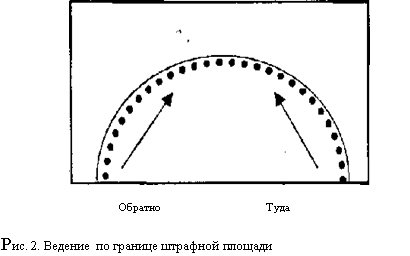 Обратно Туда
Рис. 2. Ведение по границе штрафной площади